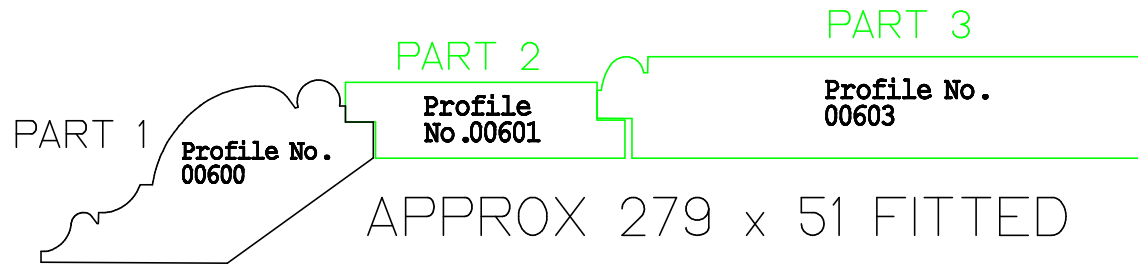 PART 1
Profile No.
00600
PART 2
Profile
No.00601
PART 3
Profile No.
00603
APPROX 279 x 51 FITTED